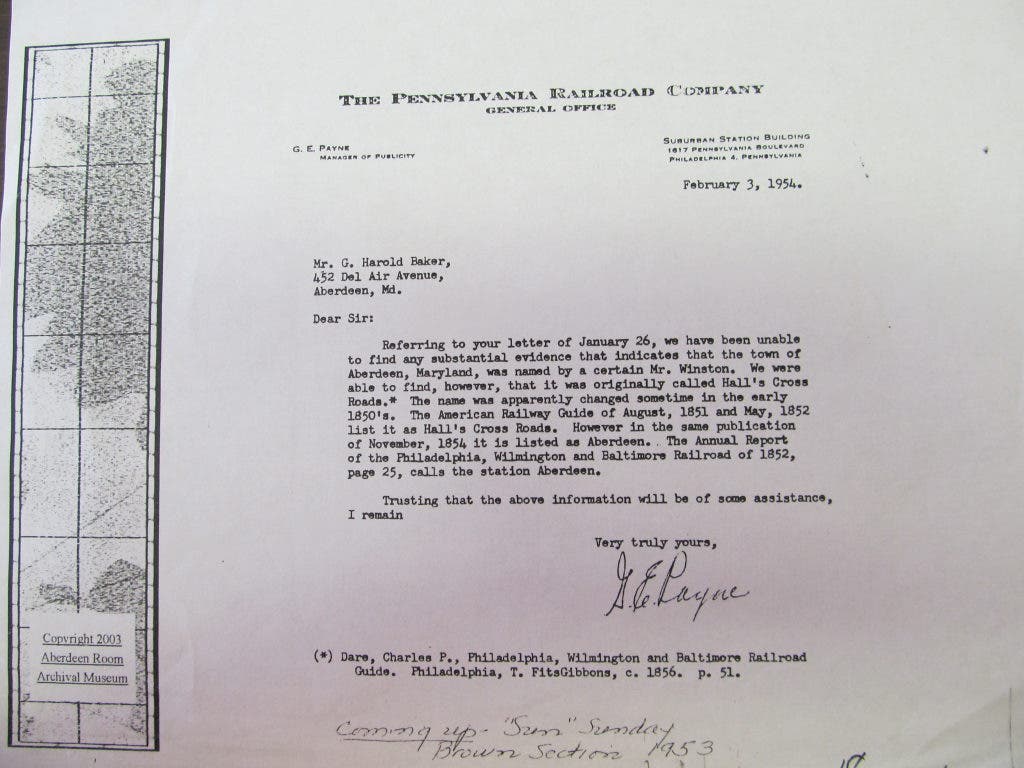 THE PENNSYLVANIA RAILROAD COMPANY
GENERAL OFFICE
G. E. PAYNE
MANAGER OF PUBLICITY
SUBURBAN STATION BUILDING
1617 PENNSYLVANIA BOULEVARD
PHILADELPHIA 4, PENNSYLVANIA
February 3, 1954.
Mr. G. Harold Baker,
452 Del Air Avenue,
Aberdeen, Md.
Dear Sir:
Referring to your letter of January 26, we have been unable
to find any substantial evidence that indicates that the town of
Aberdeen, Maryland, was named by a certain Mr. Winston. We were
able to find, however, that it was originally called Hall's Cross
Roads.* The name was apparently changed sometime in the early
1850's. The American Railway Guide of August, 1851 and May, 1852
list it as Hall's Cross Roads. However in the same publication
of November, 1854 it is listed as Aberdeen. The Annual Report
of the Philadelphia, Wilmington and Baltimore Railroad of 1852,
page 25, calls the station Aberdeen.
Trusting that the above information will be of some assistance,
I remain
Very truly yours,
G. E. Payne
(*) Dare, Charles P., Philadelphia, Wilmington and Baltimore Railroad
Guide. Philadelphia, T. FitsGibbons, c. 1856. p. 51.
Coming up - "Sun" Sunday
Brown Section 1953
Copyright 2003
Aberdeen Room
Archival Museum